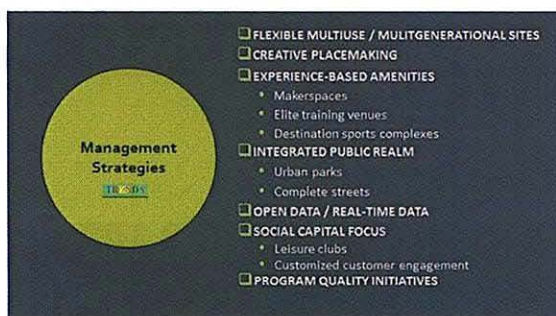 Management
Strategies
TRENDS
FLEXIBLE MULTIUSE / MULITGENERATIONAL SITES
CREATIVE PLACEMAKING
EXPERIENCE-BASED AMENITIES
Makerspaces
Elite training venues
Destination sports complexes
INTEGRATED PUBLIC REALM
Urban parks
Complete streets
OPEN DATA / REAL-TIME DATA
SOCIAL CAPITAL FOCUS
Leisure clubs
Customized customer engagement
PROGRAM QUALITY INITIATIVES